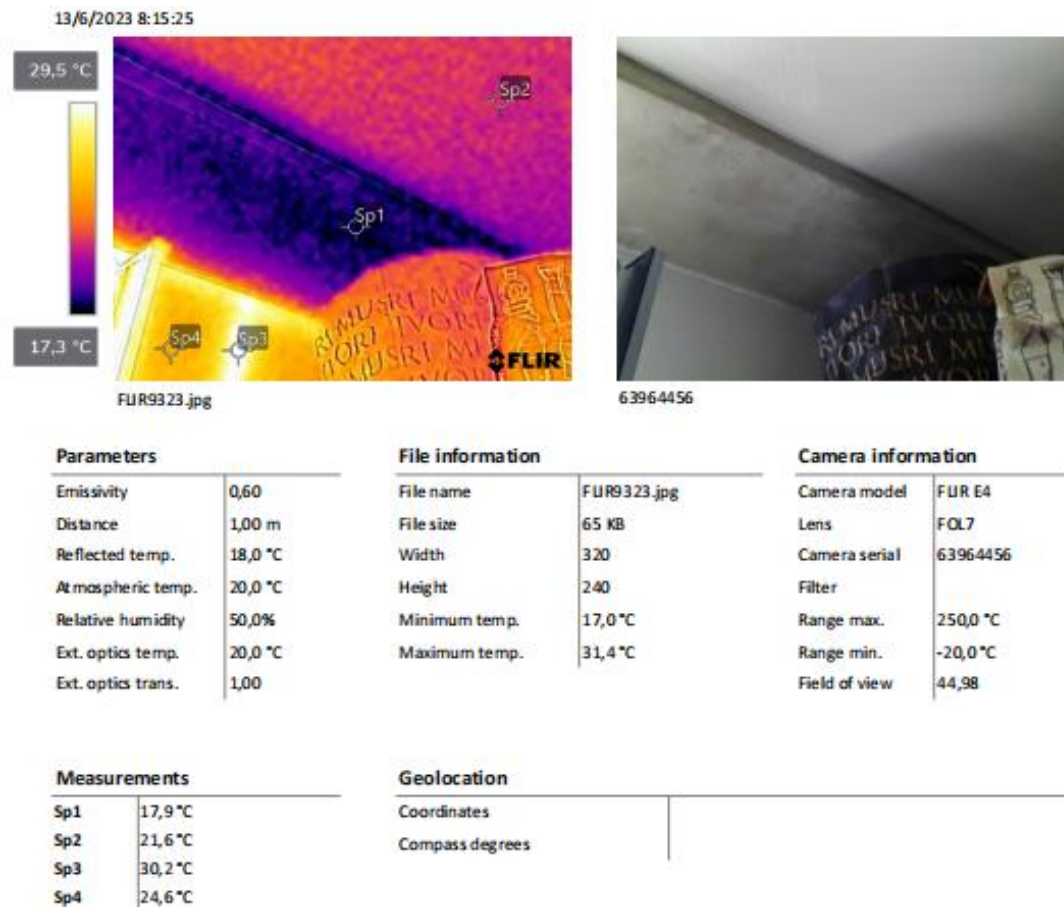 13/6/2023 8:15:25
29,5 °C
17,3 °C
Sp2
Sp1
Sp4
Sp3
MUSRI
IVORI
MUSRI
FLIR
FLIR9323.jpg
63964456
Parameters
Emissivity 0,60
Distance 1,00 m
Reflected temp. 18,0 °C
Atmospheric temp. 20,0 °C
Relative humidity 50,0%
Ext. optics temp. 20,0 °C
Ext. optics trans. 1,00
File information
File name FLIR9323.jpg
File size 65 KB
Width 320
Height 240
Minimum temp. 17,0 °C
Maximum temp. 31,4 °C
Camera information
Camera model FLIR E4
Lens FOL7
Camera serial 63964456
Filter
Range max. 250,0 °C
Range min. -20,0 °C
Field of view 44,98
Measurements
Sp1 17,9 °C
Sp2 21,6 °C
Sp3 30,2 °C
Sp4 24,6 °C
Geolocation
Coordinates
Compass degrees